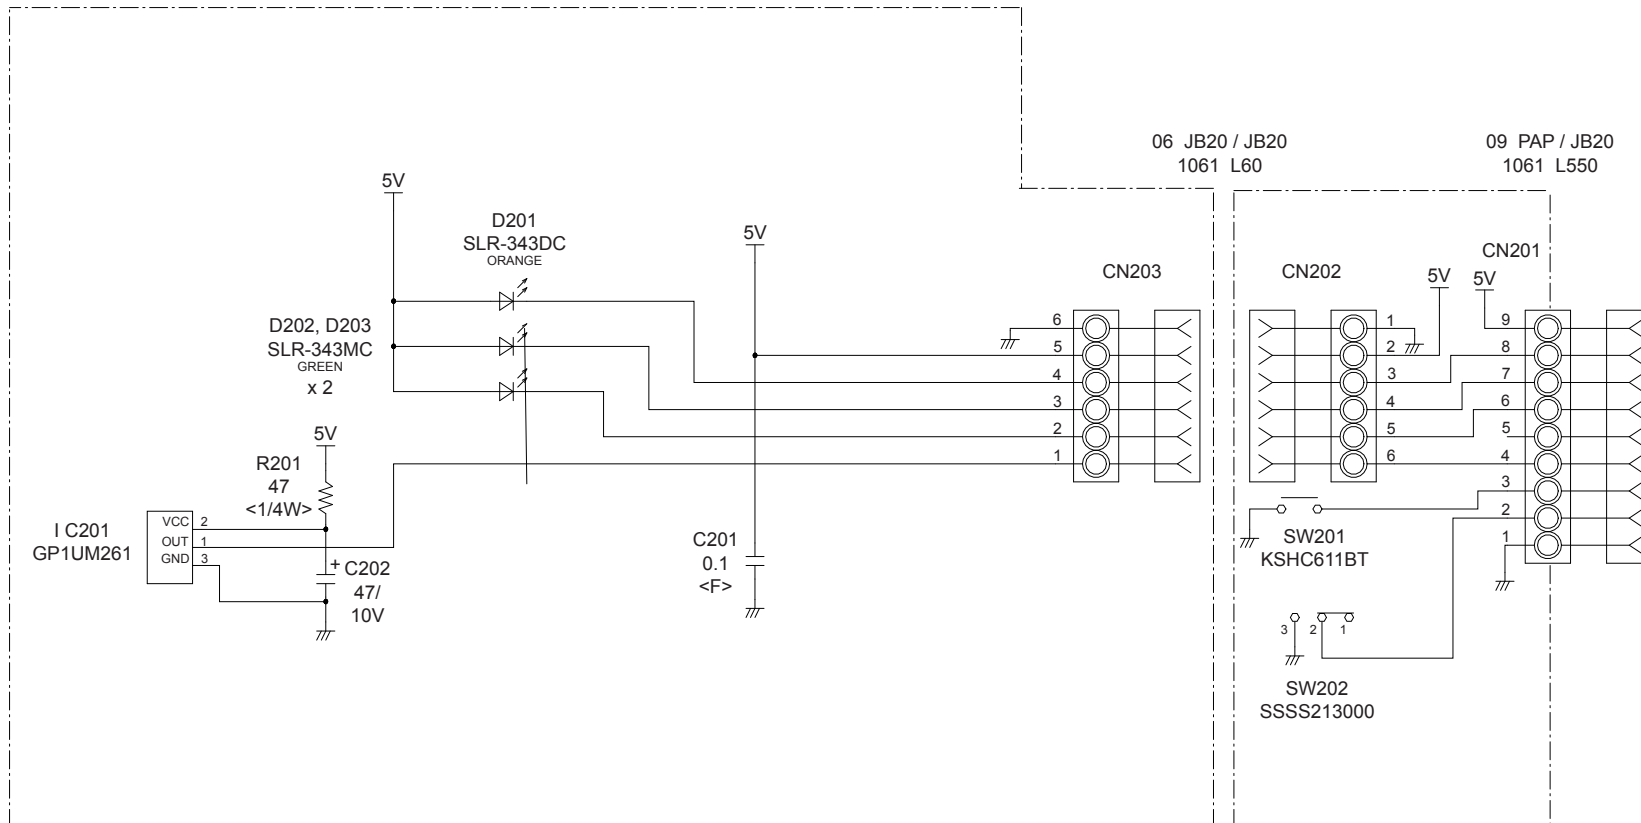 06 JB20 / JB20
1061 L60
09 PAP / JB20
1061 L550
5V
D201
SLR-343DC
ORANGE
D202, D203
SLR-343MC
GREEN
x 2
5V
R201
47
<1/4W>
I C201
GP1UM261
VCC 2
OUT 1
GND 3
+ C202
47/
10V
5V
C201
0.1
<F>
CN203
6
5
4
3
2
1
CN202
1
2
3
4
5
6
5V
5V
CN201
9
8
7
6
5
4
3
2
1
SW201
KSHC611BT
3 2 1
SW202
SSSS213000